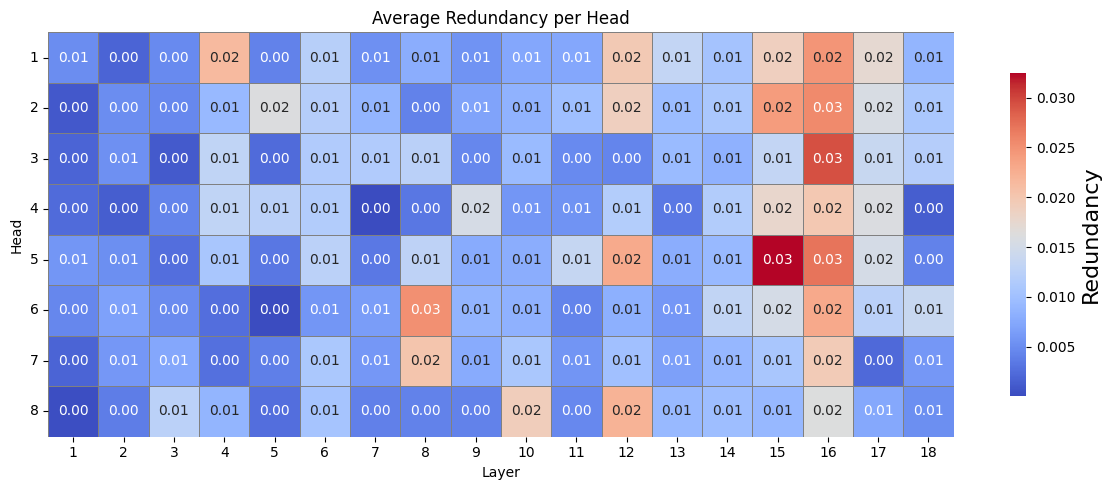 Average Redundancy per Head
1 0.01 0.00 0.00 0.02 0.00 0.01 0.01 0.01 0.01 0.01 0.01 0.02 0.01 0.01 0.02 0.02 0.02 0.01
2 0.00 0.00 0.00 0.01 0.02 0.01 0.01 0.00 0.01 0.01 0.01 0.02 0.01 0.01 0.02 0.03 0.02 0.01
3 0.00 0.01 0.00 0.01 0.00 0.01 0.01 0.01 0.00 0.01 0.00 0.00 0.01 0.01 0.01 0.03 0.01 0.01
4 0.00 0.00 0.00 0.01 0.01 0.01 0.00 0.00 0.02 0.01 0.01 0.01 0.00 0.01 0.02 0.02 0.02 0.00
5 0.01 0.01 0.00 0.01 0.00 0.01 0.00 0.01 0.01 0.01 0.01 0.02 0.01 0.01 0.03 0.03 0.02 0.00
6 0.00 0.01 0.00 0.00 0.00 0.01 0.01 0.03 0.01 0.01 0.00 0.01 0.01 0.01 0.02 0.02 0.01 0.01
7 0.00 0.01 0.01 0.00 0.00 0.01 0.01 0.02 0.01 0.01 0.01 0.01 0.01 0.01 0.01 0.02 0.00 0.01
8 0.00 0.00 0.01 0.01 0.00 0.01 0.00 0.00 0.00 0.02 0.00 0.02 0.01 0.01 0.01 0.02 0.01 0.01
1 2 3 4 5 6 7 8 9 10 11 12 13 14 15 16 17 18
Layer
Head
0.030
0.025
0.020
0.015
0.010
0.005
Redundancy